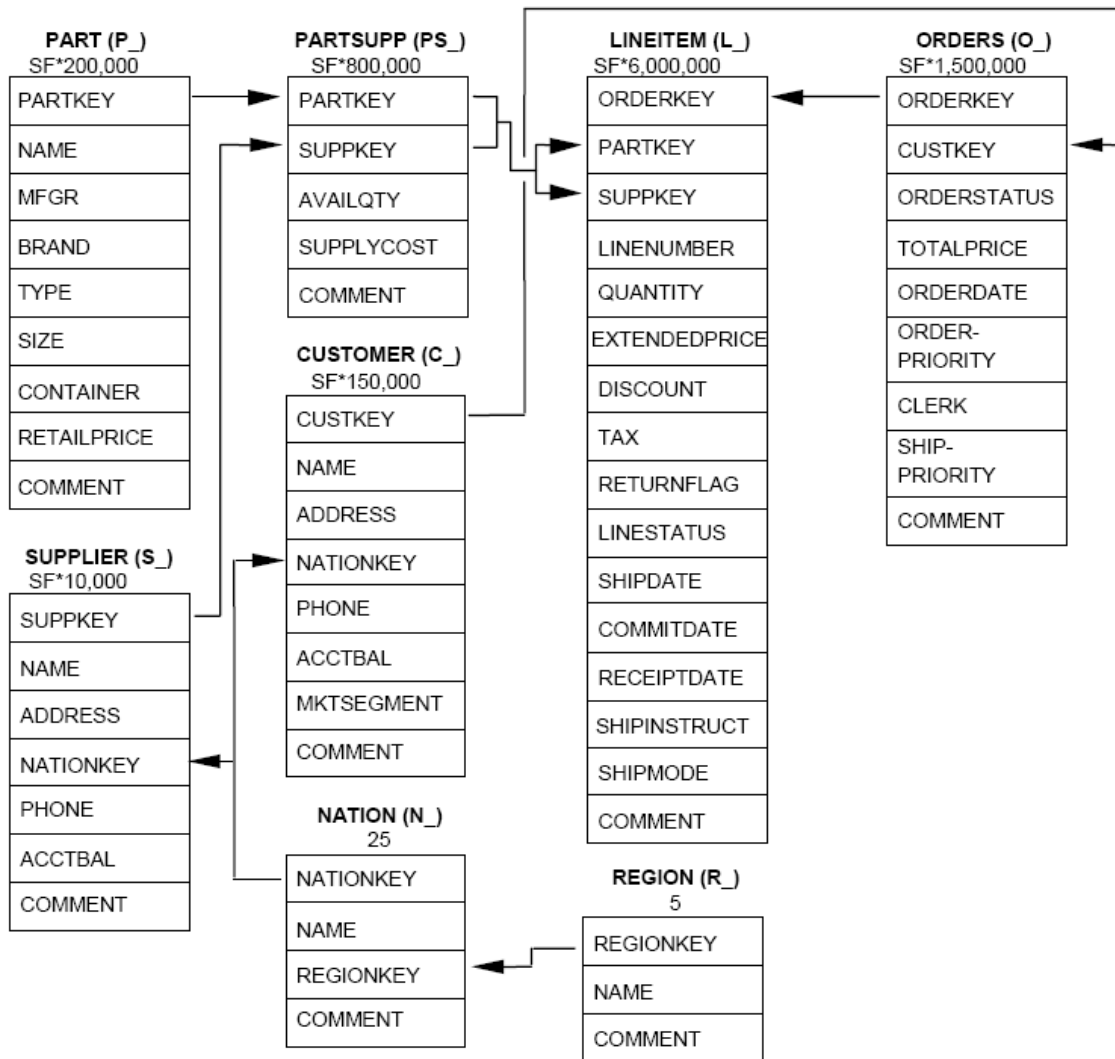 PART (P_)
SF*200,000
PARTKEY
NAME
MFGR
BRAND
TYPE
SIZE
CONTAINER
RETAILPRICE
COMMENT
SUPPLIER (S_)
SF*10,000
SUPPKEY
NAME
ADDRESS
NATIONKEY
PHONE
ACCTBAL
COMMENT
PARTSUPP (PS_)
SF*800,000
PARTKEY
SUPPKEY
AVAILQTY
SUPPLYCOST
COMMENT
CUSTOMER (C_)
SF*150,000
CUSTKEY
NAME
ADDRESS
NATIONKEY
PHONE
ACCTBAL
MKTSEGMENT
COMMENT
NATION (N_)
25
NATIONKEY
NAME
REGIONKEY
COMMENT
LINEITEM (L_)
SF*6,000,000
ORDERKEY
PARTKEY
SUPPKEY
LINENUMBER
QUANTITY
EXTENDEDPRICE
DISCOUNT
TAX
RETURNFLAG
LINESTATUS
SHIPDATE
COMMITDATE
RECEIPTDATE
SHIPINSTRUCT
SHIPMODE
COMMENT
REGION (R_)
5
REGIONKEY
NAME
COMMENT
ORDERS (O_)
SF*1,500,000
ORDERKEY
CUSTKEY
ORDERSTATUS
TOTALPRICE
ORDERDATE
ORDER-
PRIORITY
CLERK
SHIP-
PRIORITY
COMMENT